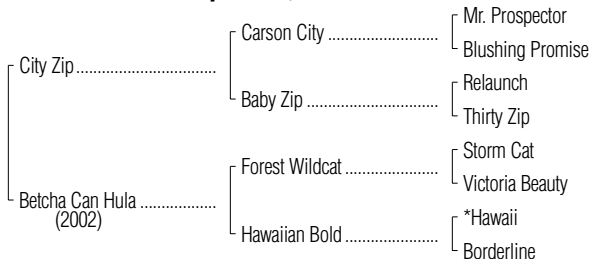 Mr. Prospector
Carson City ........................
Blushing Promise
City Zip ................................
Relaunch
Baby Zip ..............................
Thirty Zip
Storm Cat
Forest Wildcat .....................
Victoria Beauty
Betcha Can Hula .................
(2002)
*Hawaii
Hawaiian Bold .....................
Borderline